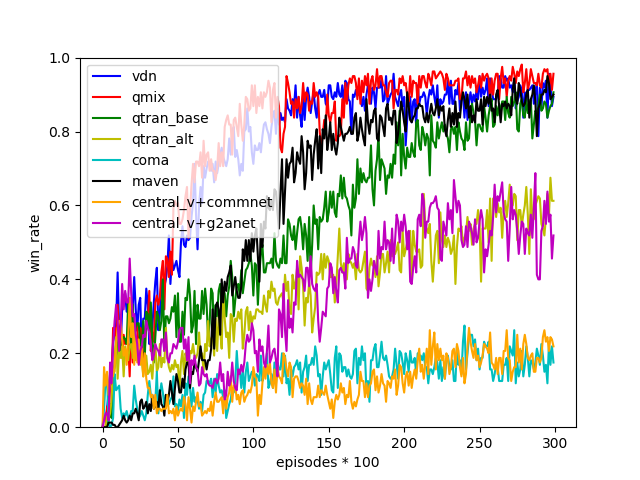 1.0
0.8
0.6
0.4
0.2
0.0
win_rate
vdn
qmix
qtran_base
qtran_alt
coma
maven
central_v+commnet
central_v+g2anet
0 50 100 150 200 250 300
episodes * 100